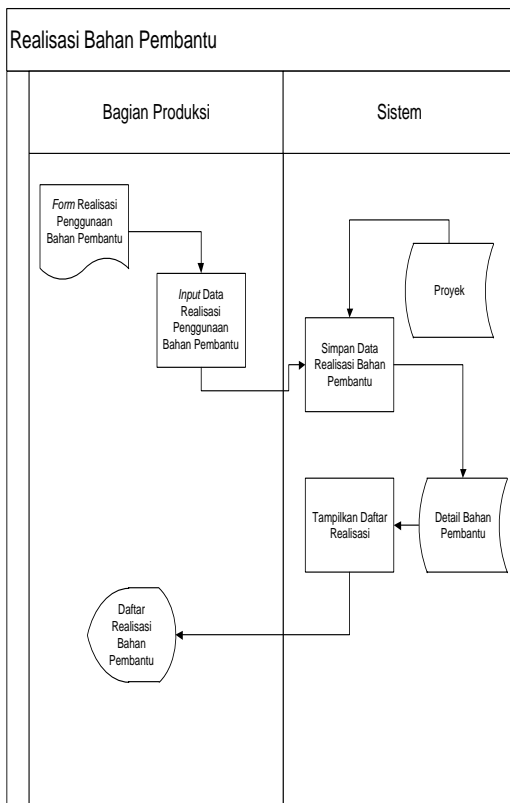 Realisasi Bahan Pembantu
Bagian Produksi
Sistem
Form Realisasi
Penggunaan
Bahan Pembantu
Input Data
Realisasi
Penggunaan
Bahan Pembantu
Proyek
Simpan Data
Realisasi Bahan
Pembantu
Tampilkan Daftar
Realisasi
Detail Bahan
Pembantu
Daftar
Realisasi
Bahan
Pembantu